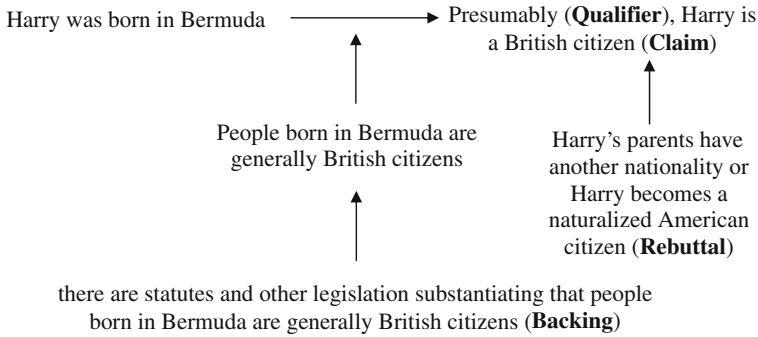 Harry was born in Bermuda
Presumably (Qualifier), Harry is
a British citizen (Claim)
People born in Bermuda are
generally British citizens
Harry's parents have
another nationality or
Harry becomes a
naturalized American
citizen (Rebuttal)
there are statutes and other legislation substantiating that people
born in Bermuda are generally British citizens (Backing)